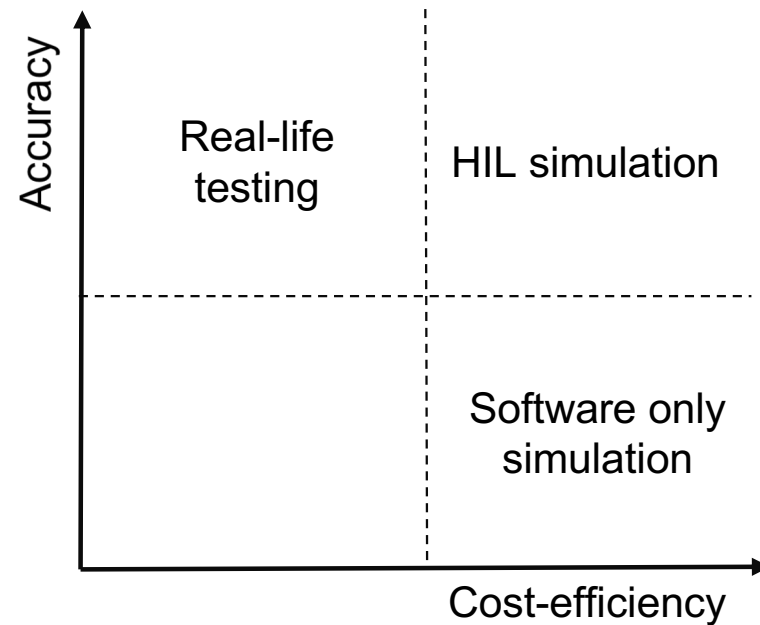 Accuracy
Real-life
testing
HIL simulation
Software only
simulation
Cost-efficiency